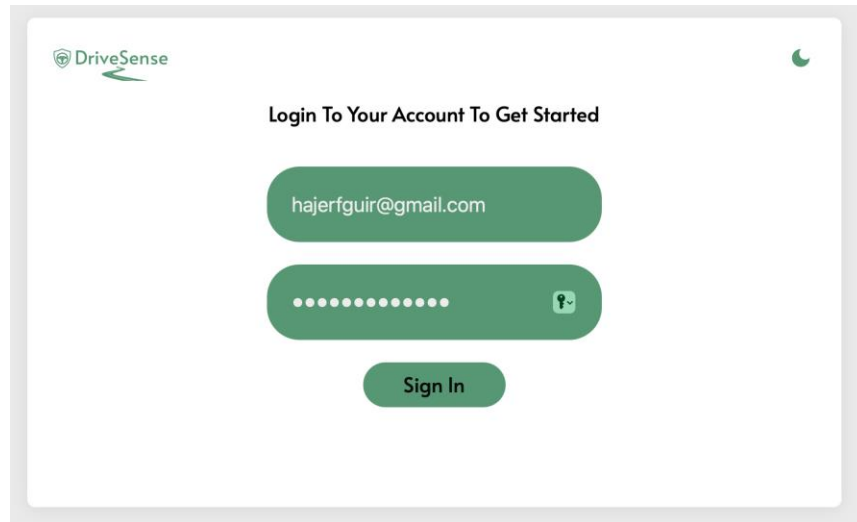 DriveSense
Login To Your Account To Get Started
hajerfguir@gmail.com
•••••••••••••
Sign In